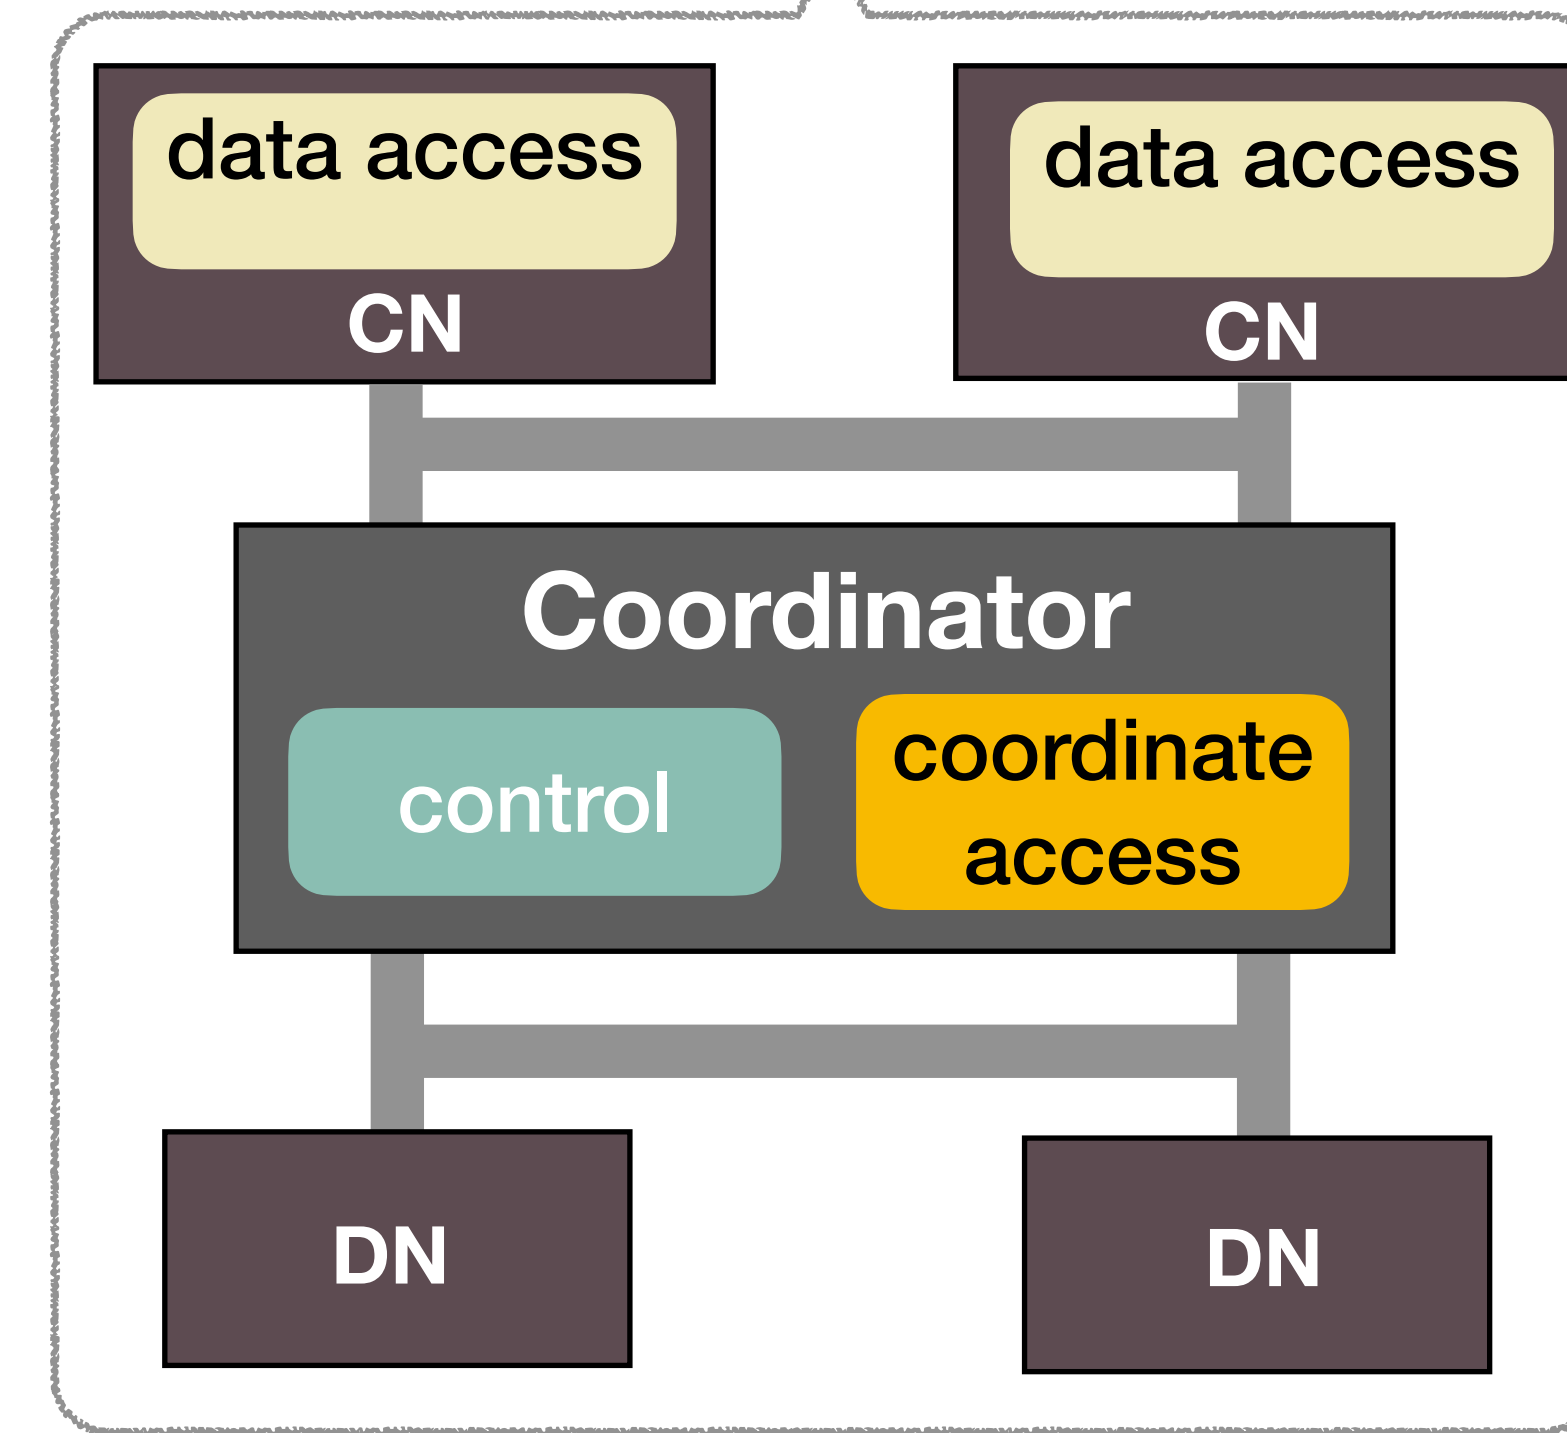 data access
data access
CN
CN
Coordinator
control
coordinate
access
DN
DN